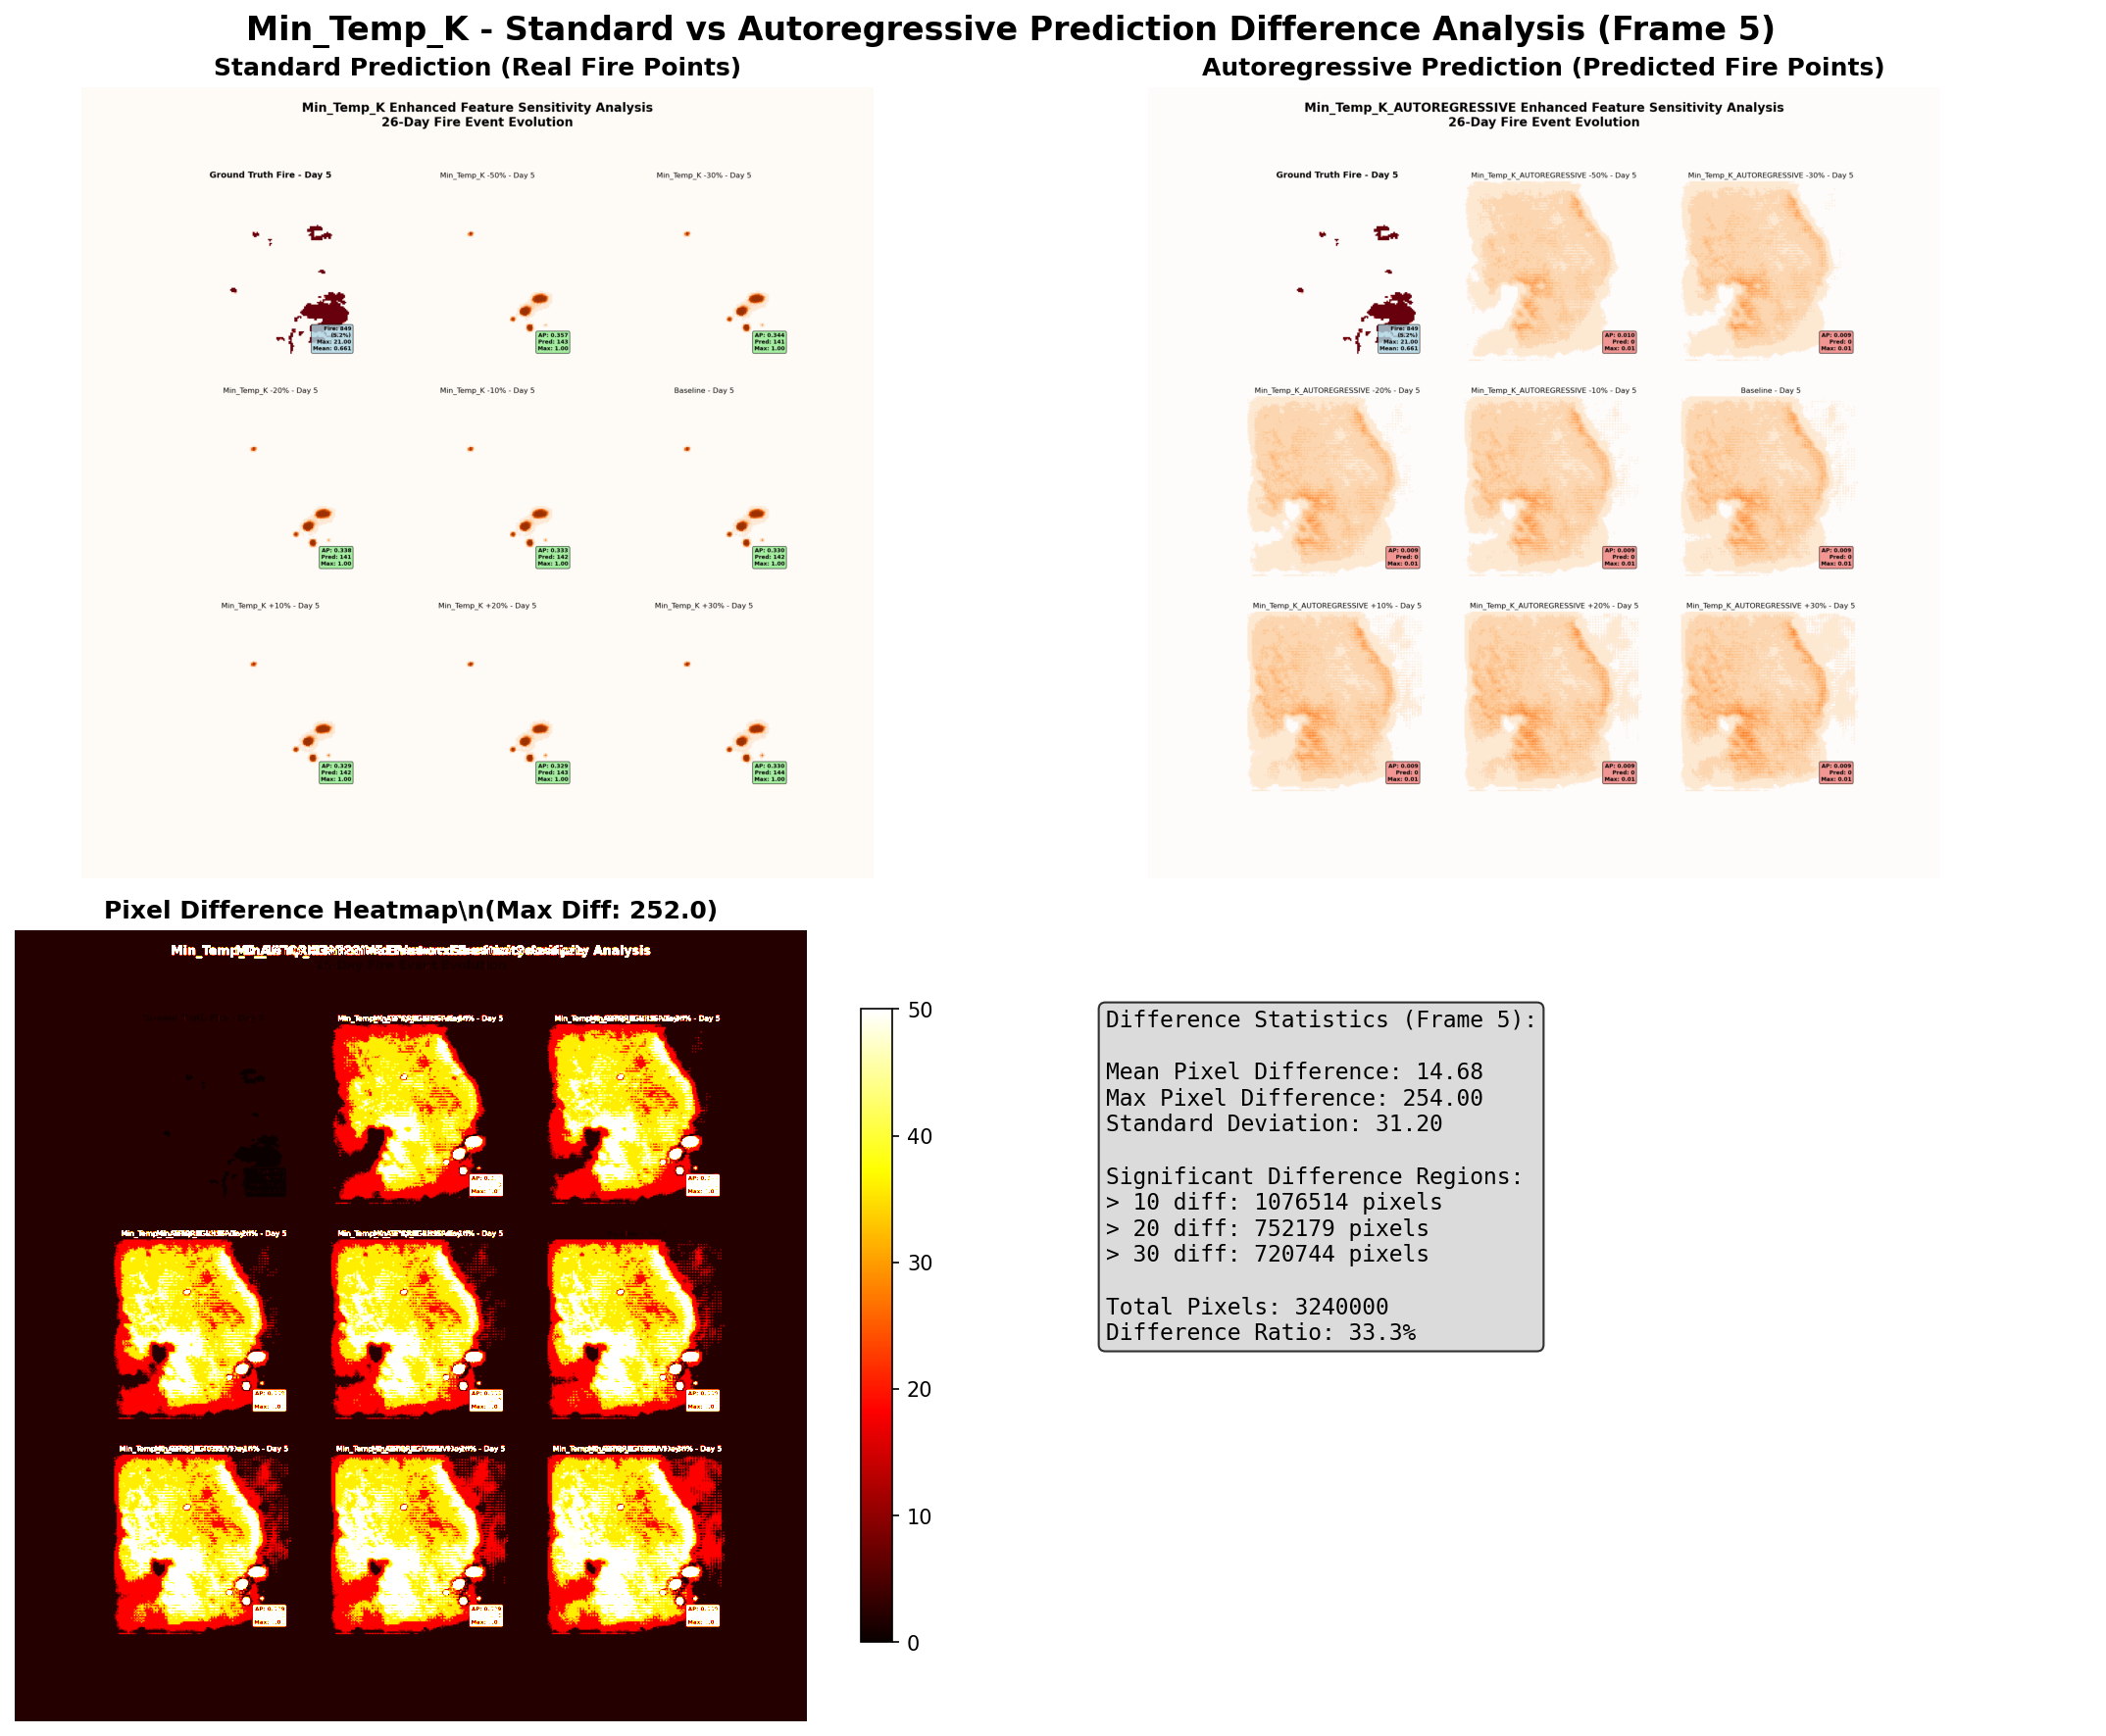 Min_Temp_K - Standard vs Autoregressive Prediction Difference Analysis (Frame 5)
Standard Prediction (Real Fire Points)
Min_Temp_K Enhanced Feature Sensitivity Analysis
26-Day Fire Event Evolution
Ground Truth Fire - Day 5
Min_Temp_K -50% - Day 5
Min_Temp_K -30% - Day 5
Fire: 849
(5.2%)
Max: 21.00
Mean: 0.661
AP: 0.357
Pred: 143
Max: 1.00
AP: 0.344
Pred: 141
Max: 1.00
Min_Temp_K -20% - Day 5
Min_Temp_K -10% - Day 5
Baseline - Day 5
AP: 0.338
Pred: 141
Max: 1.00
AP: 0.333
Pred: 142
Max: 1.00
AP: 0.330
Pred: 142
Max: 1.00
Min_Temp_K +10% - Day 5
Min_Temp_K +20% - Day 5
Min_Temp_K +30% - Day 5
AP: 0.329
Pred: 142
Max: 1.00
AP: 0.329
Pred: 143
Max: 1.00
AP: 0.330
Pred: 144
Max: 1.00
Autoregressive Prediction (Predicted Fire Points)
Min_Temp_K_AUTOREGRESSIVE Enhanced Feature Sensitivity Analysis
26-Day Fire Event Evolution
Ground Truth Fire - Day 5
Min_Temp_K_AUTOREGRESSIVE -50% - Day 5
Min_Temp_K_AUTOREGRESSIVE -30% - Day 5
Fire: 849
(5.2%)
Max: 21.00
Mean: 0.661
AP: 0.010
Pred: 0
Max: 0.01
AP: 0.009
Pred: 0
Max: 0.01
Min_Temp_K_AUTOREGRESSIVE -20% - Day 5
Min_Temp_K_AUTOREGRESSIVE -10% - Day 5
Baseline - Day 5
AP: 0.009
Pred: 0
Max: 0.01
AP: 0.009
Pred: 0
Max: 0.01
AP: 0.009
Pred: 0
Max: 0.01
Min_Temp_K_AUTOREGRESSIVE +10% - Day 5
Min_Temp_K_AUTOREGRESSIVE +20% - Day 5
Min_Temp_K_AUTOREGRESSIVE +30% - Day 5
AP: 0.009
Pred: 0
Max: 0.01
AP: 0.009
Pred: 0
Max: 0.01
AP: 0.009
Pred: 0
Max: 0.01
Pixel Difference Heatmap\n(Max Diff: 252.0)
50
40
30
20
10
0
Difference Statistics (Frame 5):
Mean Pixel Difference: 14.68
Max Pixel Difference: 254.00
Standard Deviation: 31.20
Significant Difference Regions:
> 10 diff: 1076514 pixels
> 20 diff: 752179 pixels
> 30 diff: 720744 pixels
Total Pixels: 3240000
Difference Ratio: 33.3%